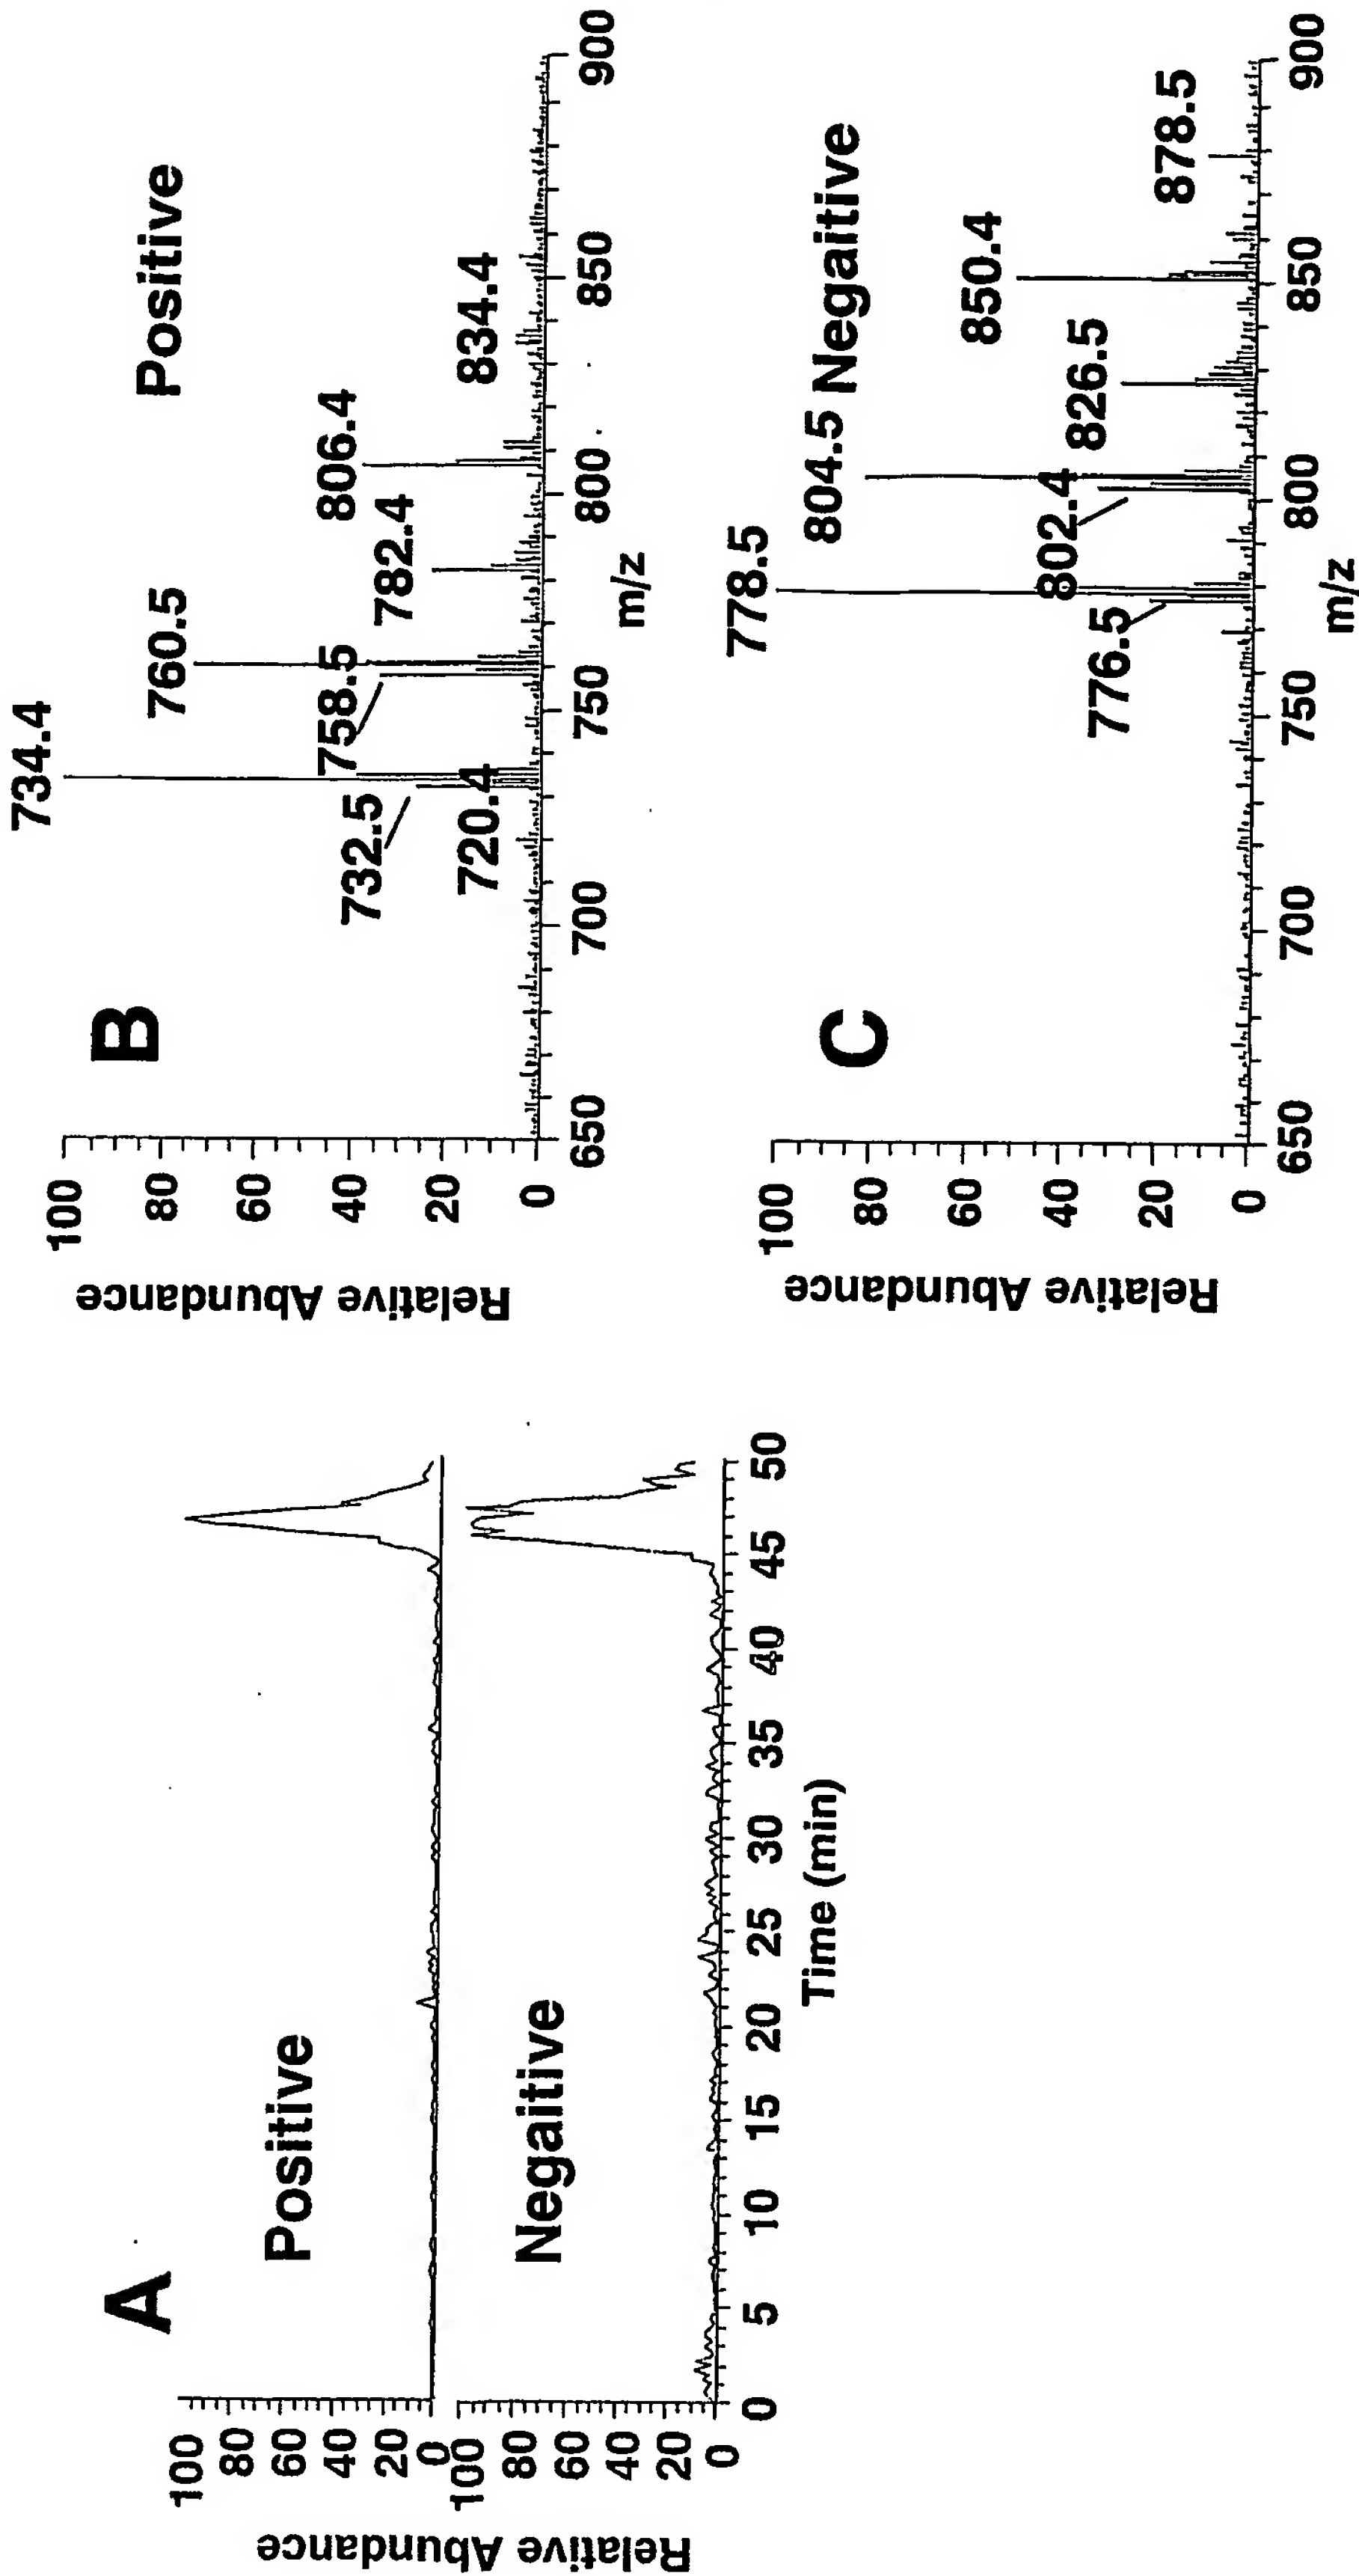 A
Positive
100
80
60
40
20
0
Negaitive
100
80
60
40
20
0
0 5 10 15 20 25 30 35 40 45 50
Time (min)
Relative Abundance
B
Positive
734.4
760.5
732.5
758.5
720.4
782.4
806.4
834.4
100
80
60
40
20
0
650 700 750 800 850 900
m/z
Relative Abundance
C
Negaitive
778.5
804.5
776.5
802.4
826.5
850.4
878.5
100
80
60
40
20
0
650 700 750 800 850 900
m/z
Relative Abundance